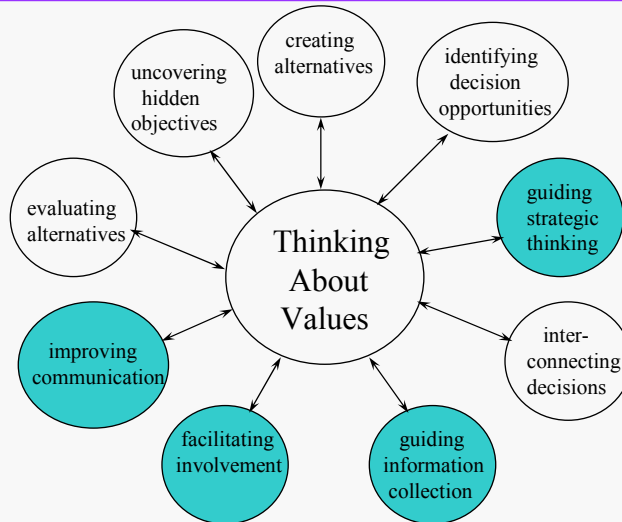 creating
alternatives
identifying
decision
opportunities
uncovering
hidden
objectives
guiding
strategic
thinking
evaluating
alternatives
Thinking
About
Values
inter-
connecting
decisions
improving
communication
facilitating
involvement
guiding
information
collection